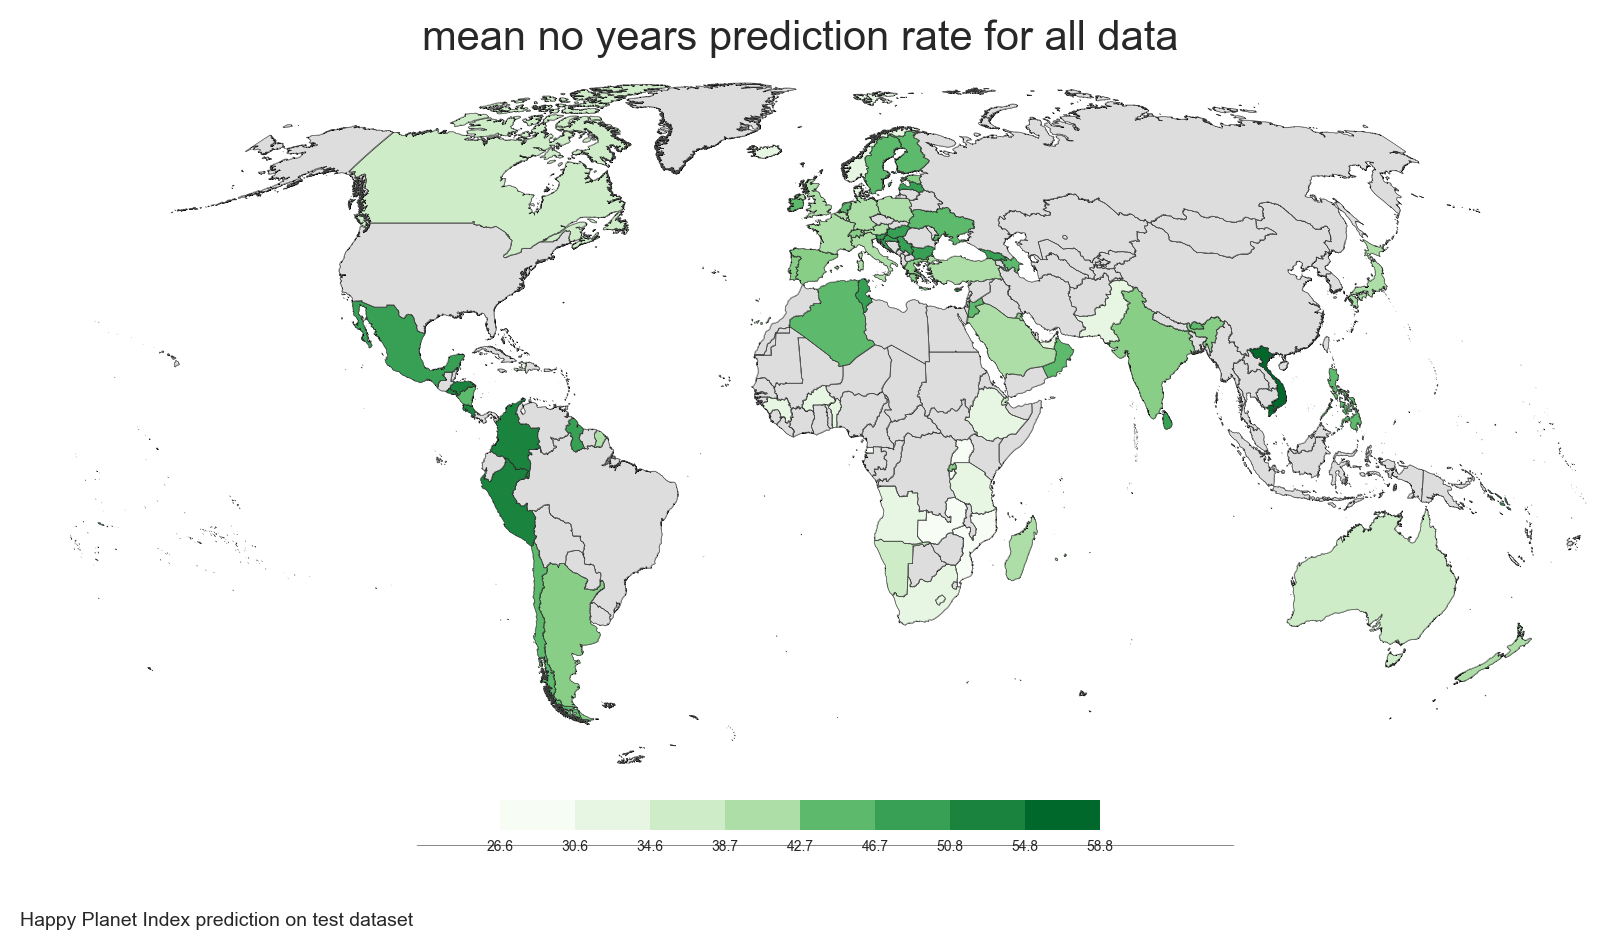 mean no years prediction rate for all data
26.6 30.6 34.6 38.7 42.7 46.7 50.8 54.8 58.8
Happy Planet Index prediction on test dataset